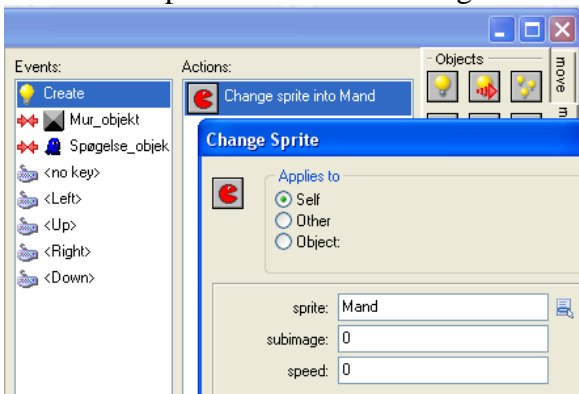 Events:
Actions:
Objects
move
Create
Change sprite into Mand
Mur_objekt
Spøgelse_objek
<no key>
<Left>
<Up>
<Right>
<Down>
Change Sprite
Applies to
Self
Other
Object:
sprite: Mand
subimage: 0
speed: 0